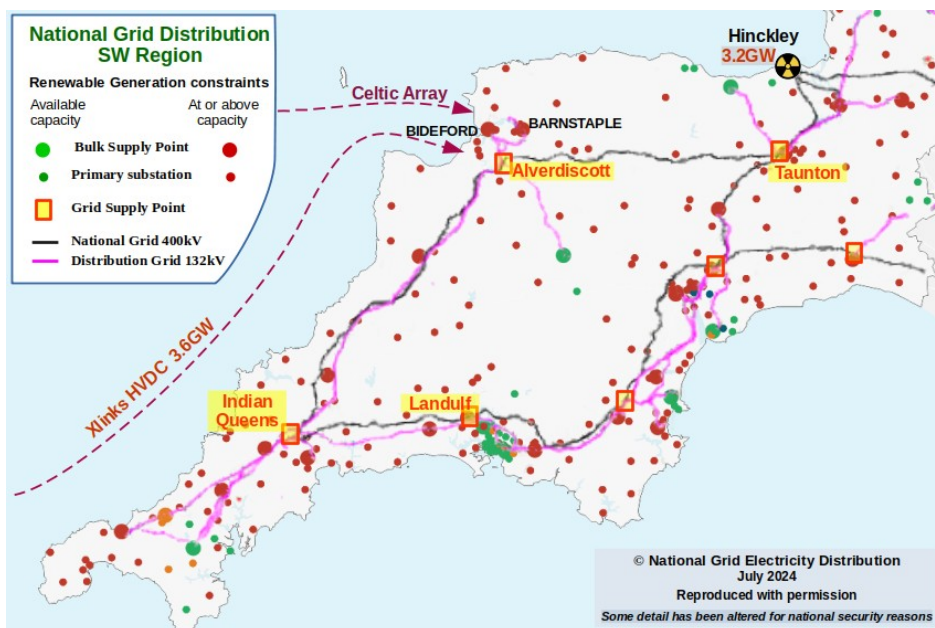 National Grid Distribution
SW Region
Renewable Generation constraints
Available
capacity
At or above
capacity
Bulk Supply Point
Primary substation
Grid Supply Point
National Grid 400kV
Distribution Grid 132kV
Hinckley
3.2GW
Celtic Array
BIDEFORD
BARNSTAPLE
Alverdiscott
Taunton
Xlinks HVDC 3.6GW
Indian
Queens
Landulf
© National Grid Electricity Distribution
July 2024
Reproduced with permission
Some detail has been altered for national security reasons